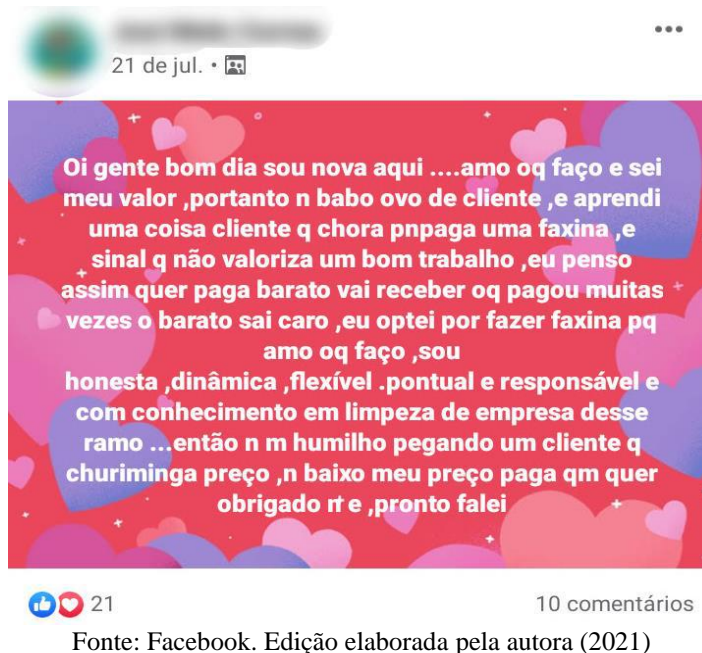 21 de jul.
Oi gente bom dia sou nova aqui ....amo oq faço e sei
meu valor ,portanto n babo ovo de cliente ,e aprendi
uma coisa cliente q chora pnpaga uma faxina ,e
sinal q não valoriza um bom trabalho ,eu penso
assim quer paga barato vai receber oq pagou muitas
vezes o barato sai caro ,eu optei por fazer faxina pq
amo oq faço ,sou
honesta ,dinâmica ,flexível .pontual e responsável e
com conhecimento em limpeza de empresa desse
ramo ...então n m humilho pegando um cliente q
churiminga preço ,n baixo meu preço paga qm quer
obrigado e ,pronto falei
21
10 comentários
Fonte: Facebook. Edição elaborada pela autora (2021)